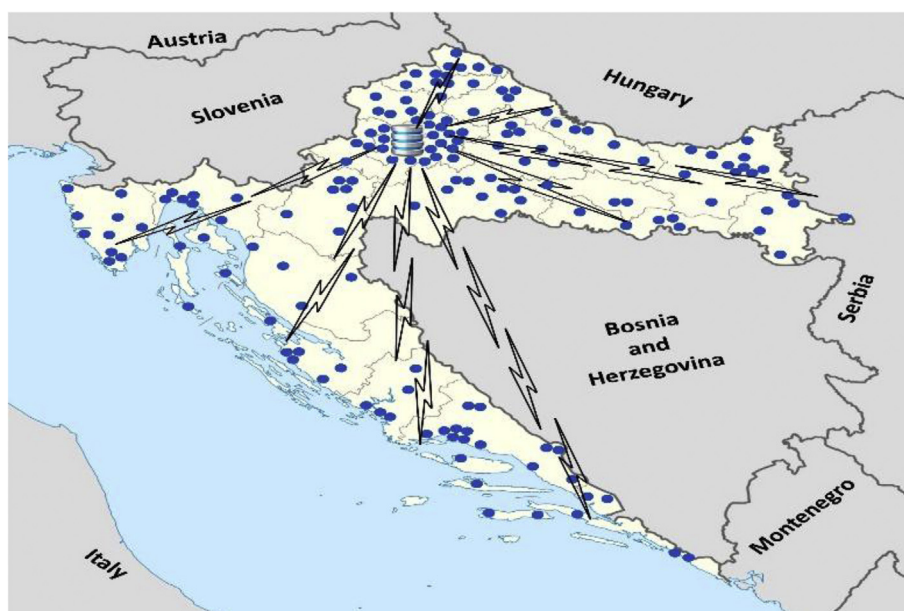 Austria
Hungary
Slovenia
Serbia
Bosnia
and
Herzegovina
Montenegro
Italy